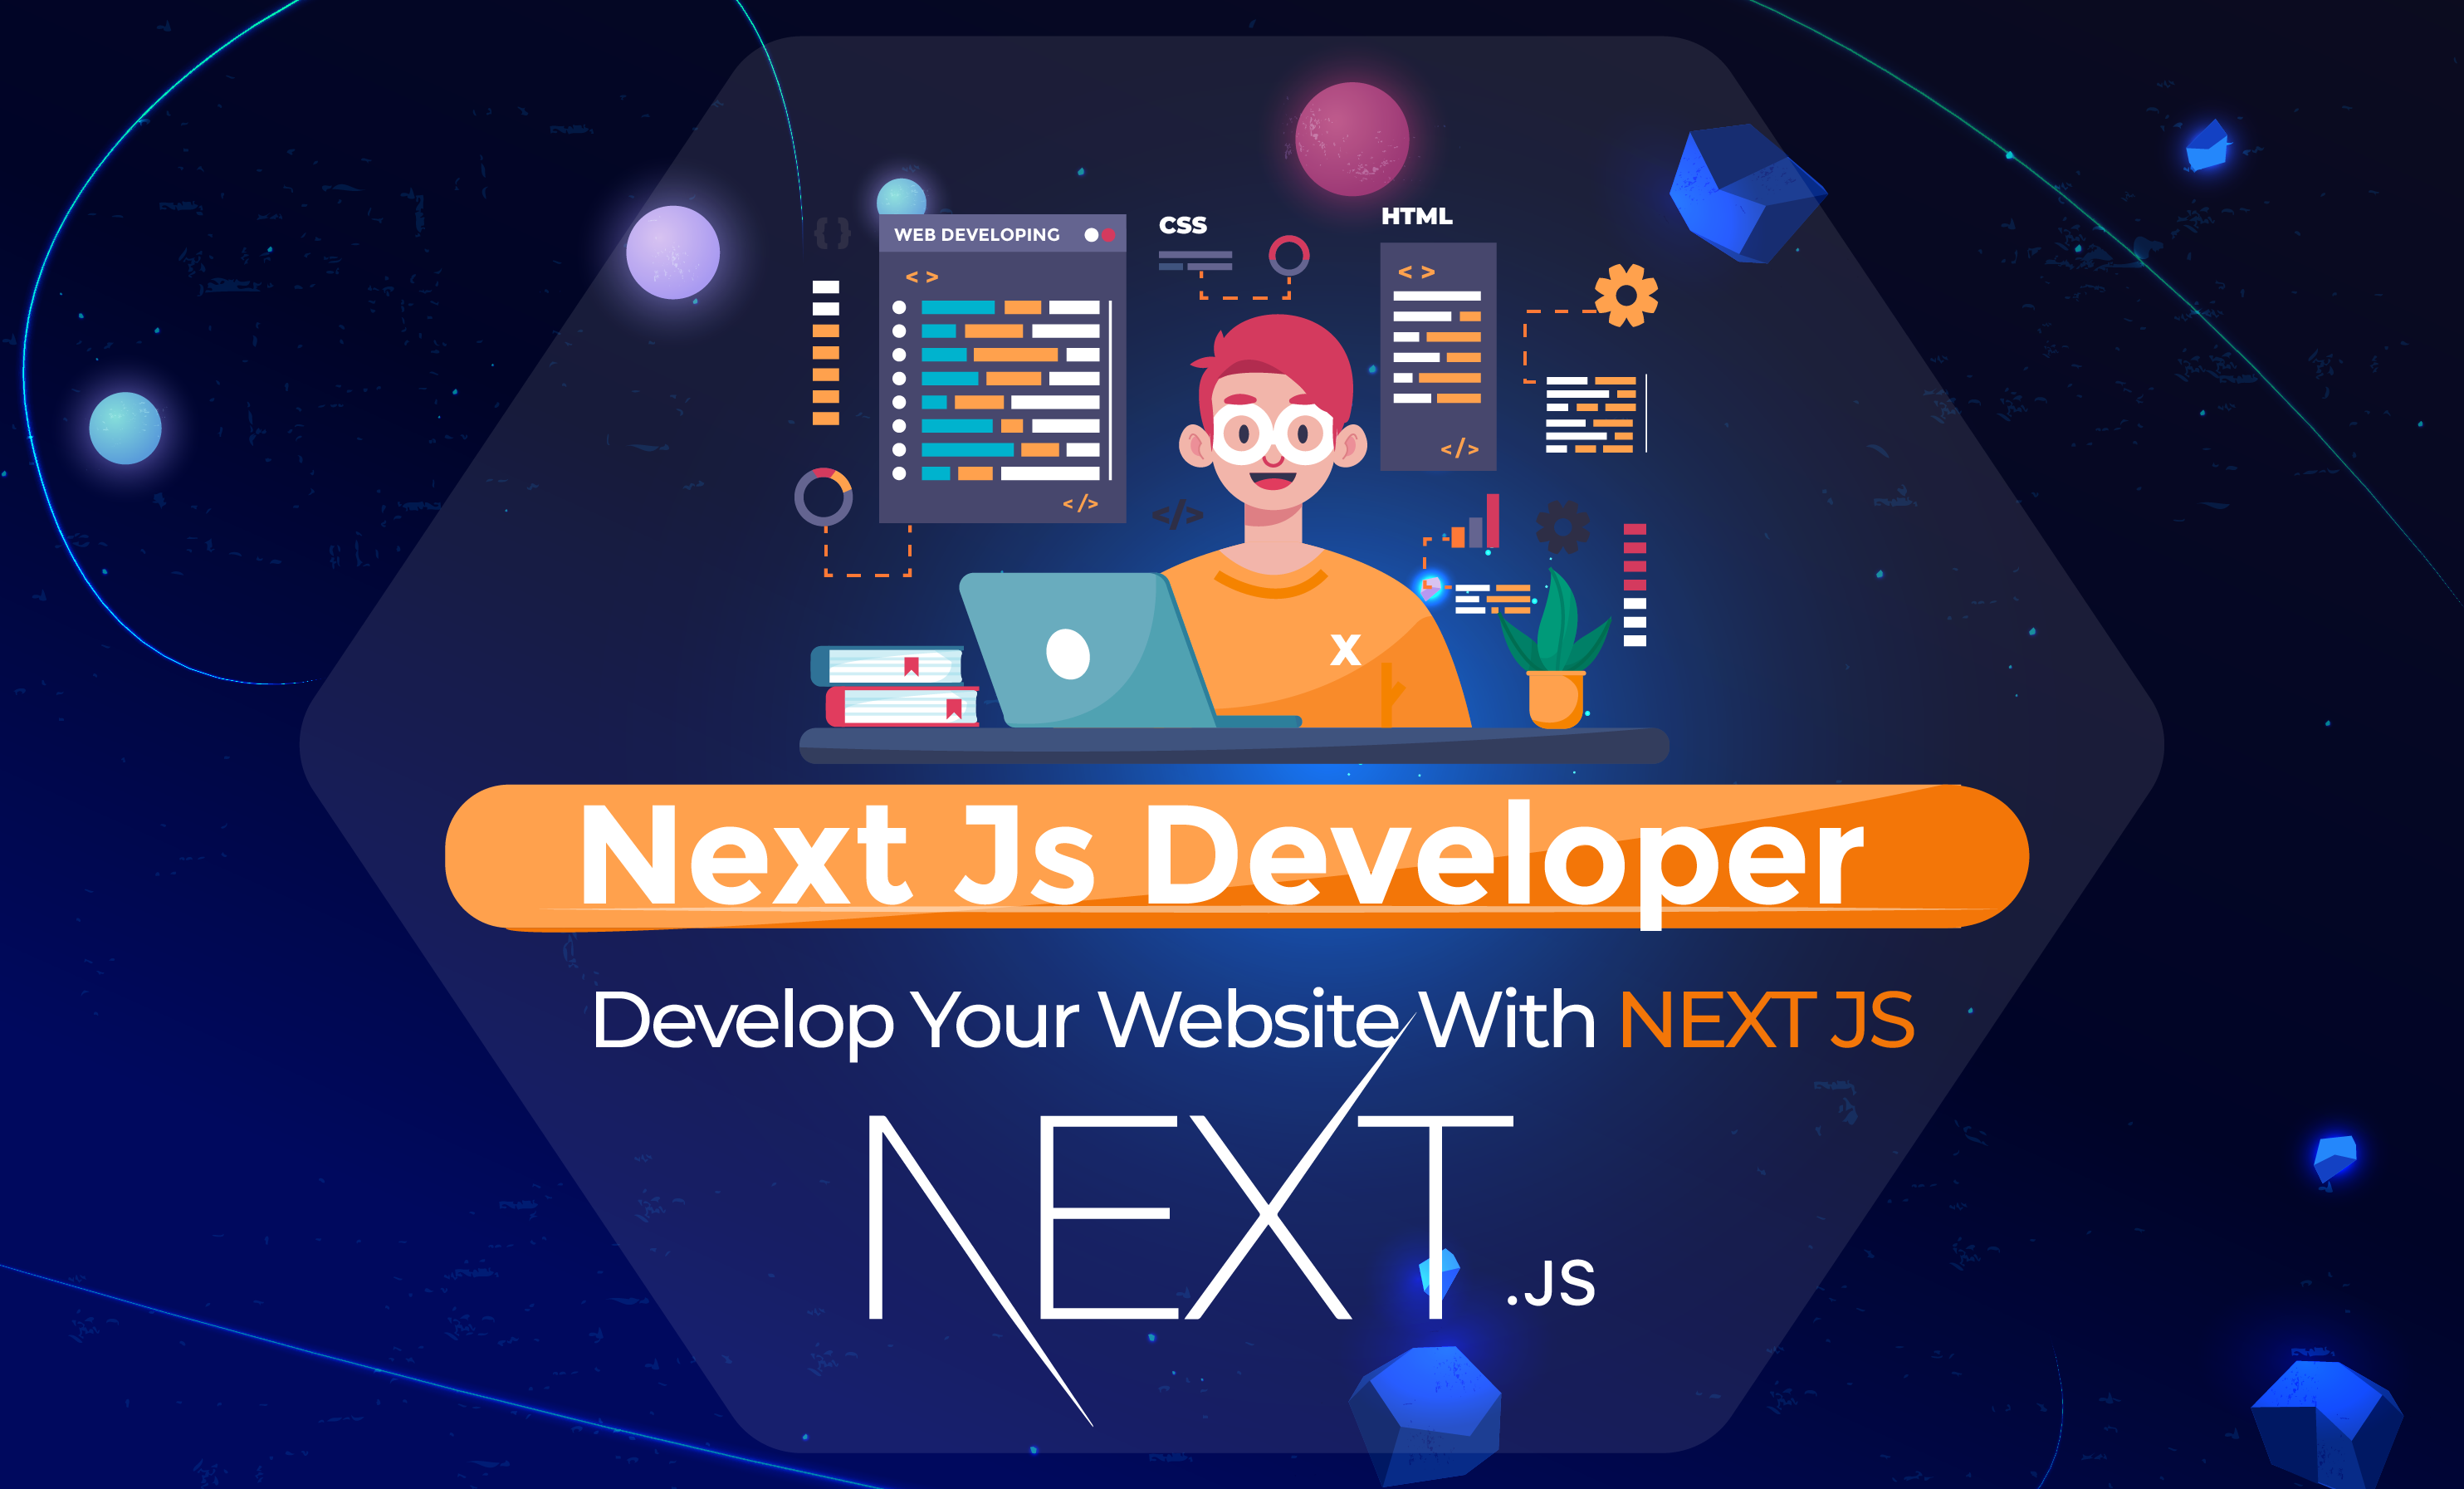 HTML
CSS
WEB DEVELOPING
{ }
< >
< >
</>
</>
</>
x
Next Js Developer
Develop Your Website With NEXT JS
NEXT.JS